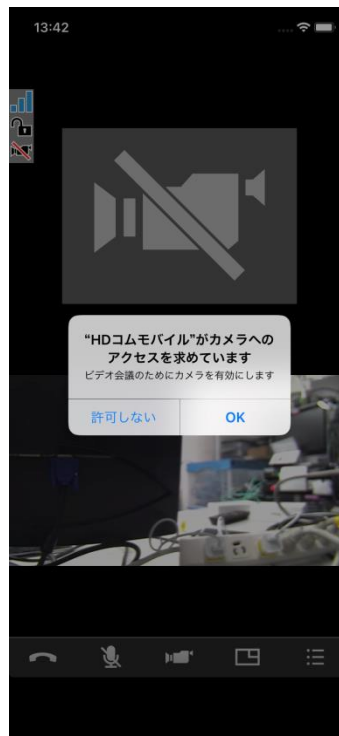 13:42
“HDコムモバイル”がカメラへの
アクセスを求めています
ビデオ会議のためにカメラを有効にします
許可しない
OK